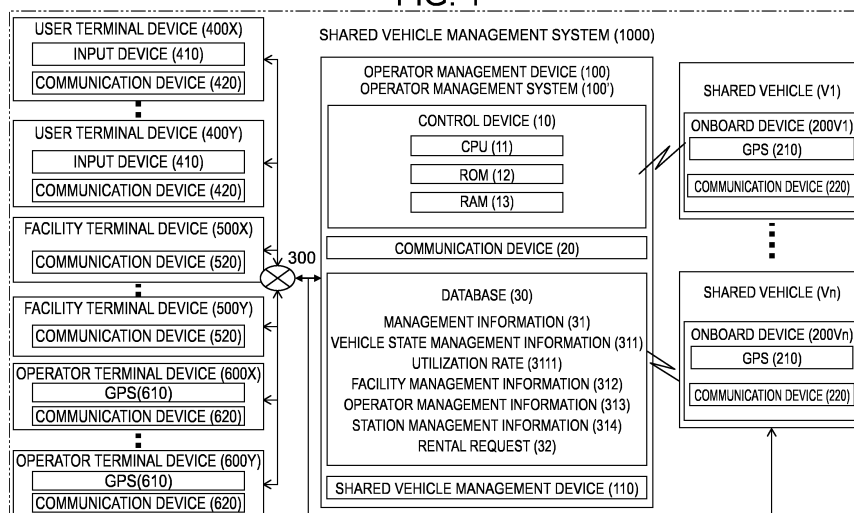 FIG. 1
USER TERMINAL DEVICE (400X)
INPUT DEVICE (410)
COMMUNICATION DEVICE (420)
USER TERMINAL DEVICE (400Y)
INPUT DEVICE (410)
COMMUNICATION DEVICE (420)
FACILITY TERMINAL DEVICE (500X)
COMMUNICATION DEVICE (520)
FACILITY TERMINAL DEVICE (500Y)
COMMUNICATION DEVICE (520)
OPERATOR TERMINAL DEVICE (600X)
GPS(610)
COMMUNICATION DEVICE (620)
OPERATOR TERMINAL DEVICE (600Y)
GPS(610)
COMMUNICATION DEVICE (620)
300
SHARED VEHICLE MANAGEMENT SYSTEM (1000)
OPERATOR MANAGEMENT DEVICE (100)
OPERATOR MANAGEMENT SYSTEM (100')
CONTROL DEVICE (10)
CPU (11)
ROM (12)
RAM (13)
COMMUNICATION DEVICE (20)
DATABASE (30)
MANAGEMENT INFORMATION (31)
VEHICLE STATE MANAGEMENT INFORMATION (311)
UTILIZATION RATE (3111)
FACILITY MANAGEMENT INFORMATION (312)
OPERATOR MANAGEMENT INFORMATION (313)
STATION MANAGEMENT INFORMATION (314)
RENTAL REQUEST (32)
SHARED VEHICLE MANAGEMENT DEVICE (110)
SHARED VEHICLE (V1)
ONBOARD DEVICE (200V1)
GPS (210)
COMMUNICATION DEVICE (220)
SHARED VEHICLE (Vn)
ONBOARD DEVICE (200Vn)
GPS (210)
COMMUNICATION DEVICE (220)